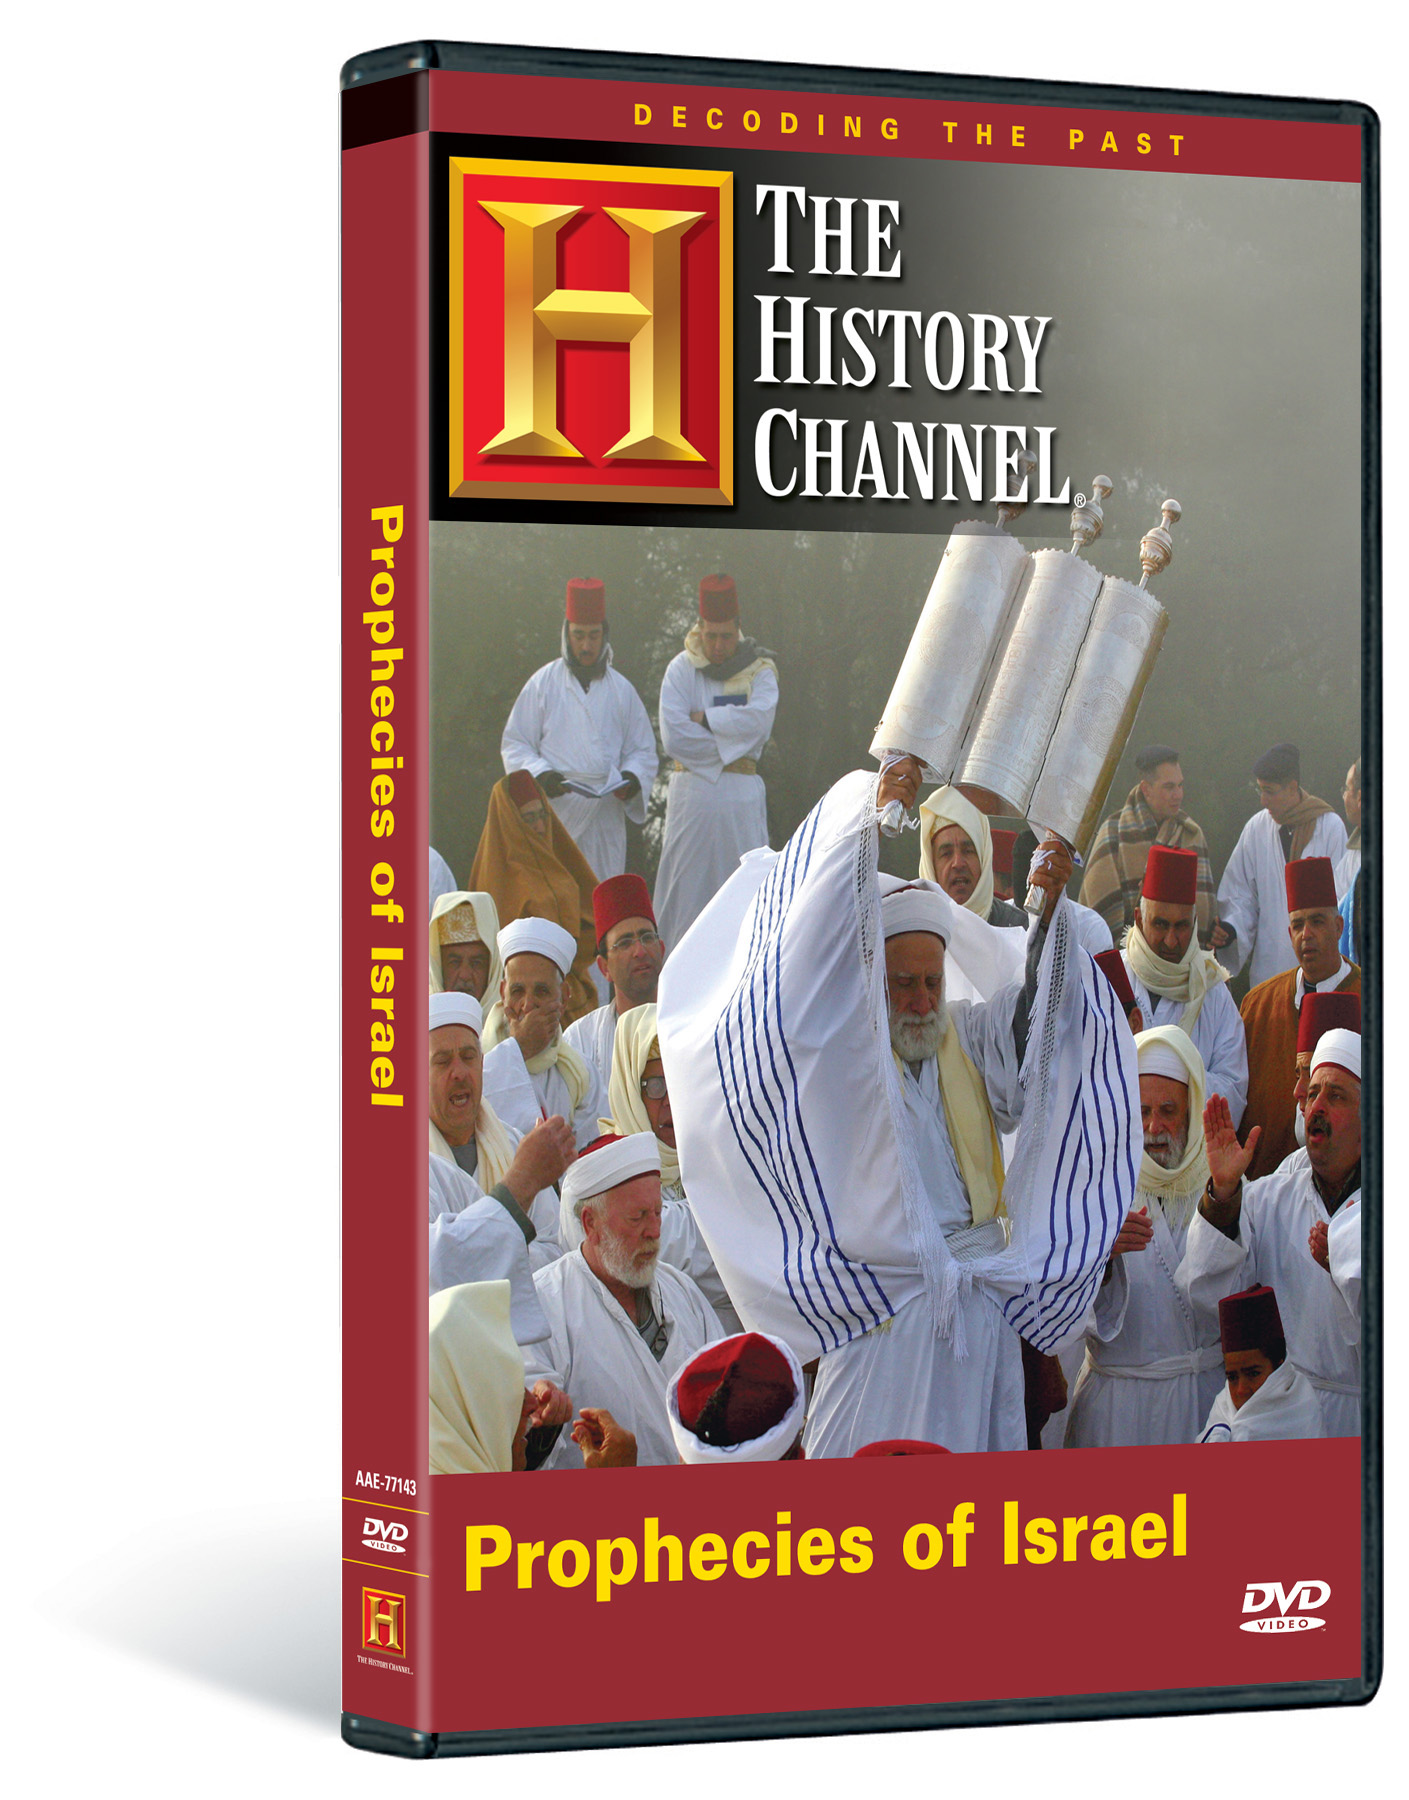 DECODING THE PAST
H
THE
HISTORY
CHANNEL®
Prophecies of Israel
DVD
VIDEO™
Prophecies of Israel
AAE-77143
DVD
VIDEO
H
THE HISTORY CHANNEL